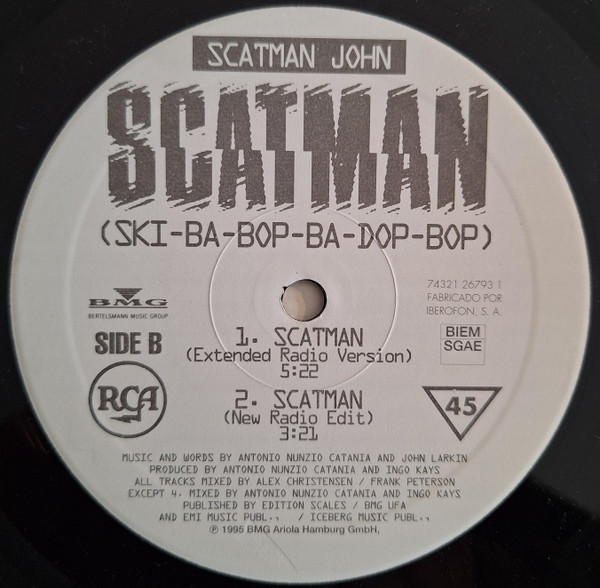 SCATMAN JOHN
SCATMAN
(SKI-BA-BOP-BA-DOP-BOP)
BMG
BERTELSMANN MUSIC GROUP
74321 26793 1
FABRICADO POR
IBEROFON, S. A.
SIDE B
BIEM
SGAE
1. SCATMAN
(Extended Radio Version)
5:22
RCA
2. SCATMAN
(New Radio Edit)
3:21
45
MUSIC AND WORDS BY ANTONIO NUNZIO CATANIA AND JOHN LARKIN
PRODUCED BY ANTONIO NUNZIO CATANIA AND INGO KAYS
ALL TRACKS MIXED BY ALEX CHRISTENSEN / FRANK PETERSON
EXCEPT 4. MIXED BY ANTONIO NUNZIO CATANIA AND INGO KAYS
PUBLISHED BY EDITION SCALES / BMG UFA
AND EMI MUSIC PUBL., / ICEBERG MUSIC PUBL.,
℗ 1995 BMG Ariola Hamburg GmbH,